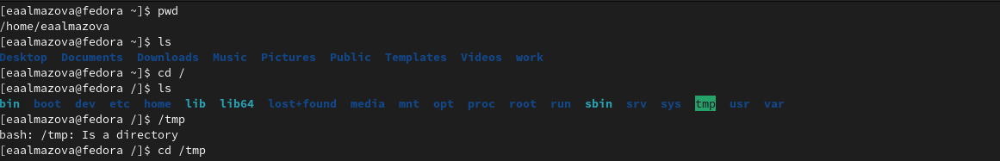 [eaalmazova@fedora ~]$ pwd
/home/eaalmazova
[eaalmazova@fedora ~]$ ls
Desktop Documents Downloads Music Pictures Public Templates Videos work
[eaalmazova@fedora ~]$ cd /
[eaalmazova@fedora /]$ ls
bin boot dev etc home lib lib64 lost+found media mnt opt proc root run sbin srv sys tmp usr var
[eaalmazova@fedora /]$ /tmp
bash: /tmp: Is a directory
[eaalmazova@fedora /]$ cd /tmp